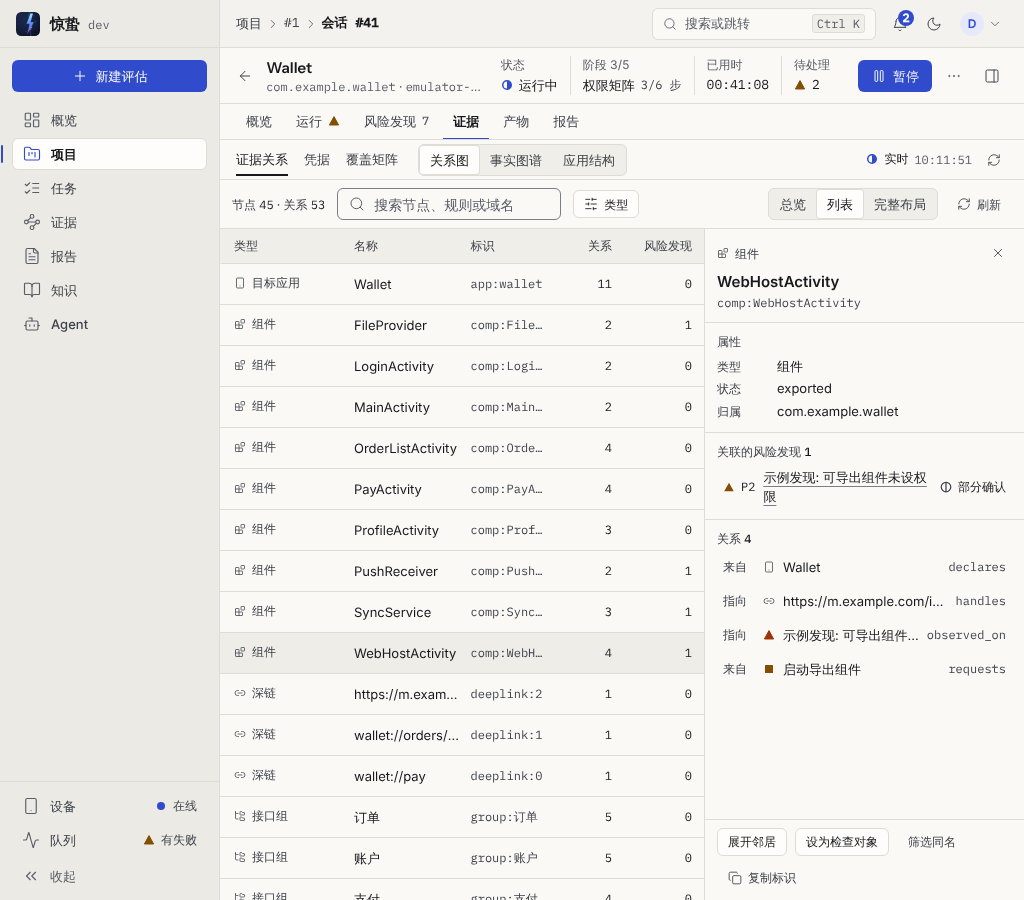 惊蛰 dev
项目 > #1 > 会话 #41
搜索或跳转 Ctrl K
2
D
新建评估
概览
项目
任务
证据
报告
知识
Agent
设备 在线
队列 有失败
收起
Wallet
com.example.wallet · emulator-…
状态
运行中
阶段 3/5
权限矩阵 3/6 步
已用时
00:41:08
待处理
2
暂停
概览 运行 风险发现 7 证据 产物 报告
证据关系 凭据 覆盖矩阵 关系图 事实图谱 应用结构
实时 10:11:51
节点 45 · 关系 53
搜索节点、规则或域名
类型
总览 列表 完整布局
刷新
类型 名称 标识 关系 风险发现
目标应用 Wallet app:wallet 11 0
组件 FileProvider comp:File… 2 1
组件 LoginActivity comp:Logi… 2 0
组件 MainActivity comp:Main… 2 0
组件 OrderListActivity comp:Orde… 4 0
组件 PayActivity comp:PayA… 4 0
组件 ProfileActivity comp:Prof… 3 0
组件 PushReceiver comp:Push… 2 1
组件 SyncService comp:Sync… 3 1
组件 WebHostActivity comp:WebH… 4 1
深链 https://m.exam… deeplink:2 1 0
深链 wallet://orders/… deeplink:1 1 0
深链 wallet://pay deeplink:0 1 0
接口组 订单 group:订单 5 0
接口组 账户 group:账户 5 0
接口组 支付 group:支付 4 0
组件
WebHostActivity
comp:WebHostActivity
属性
类型 组件
状态 exported
归属 com.example.wallet
关联的风险发现 1
P2 示例发现: 可导出组件未设权
限
部分确认
关系 4
来自 Wallet declares
指向 https://m.example.com/i… handles
指向 示例发现: 可导出组件… observed_on
来自 启动导出组件 requests
展开邻居 设为检查对象 筛选同名
复制标识